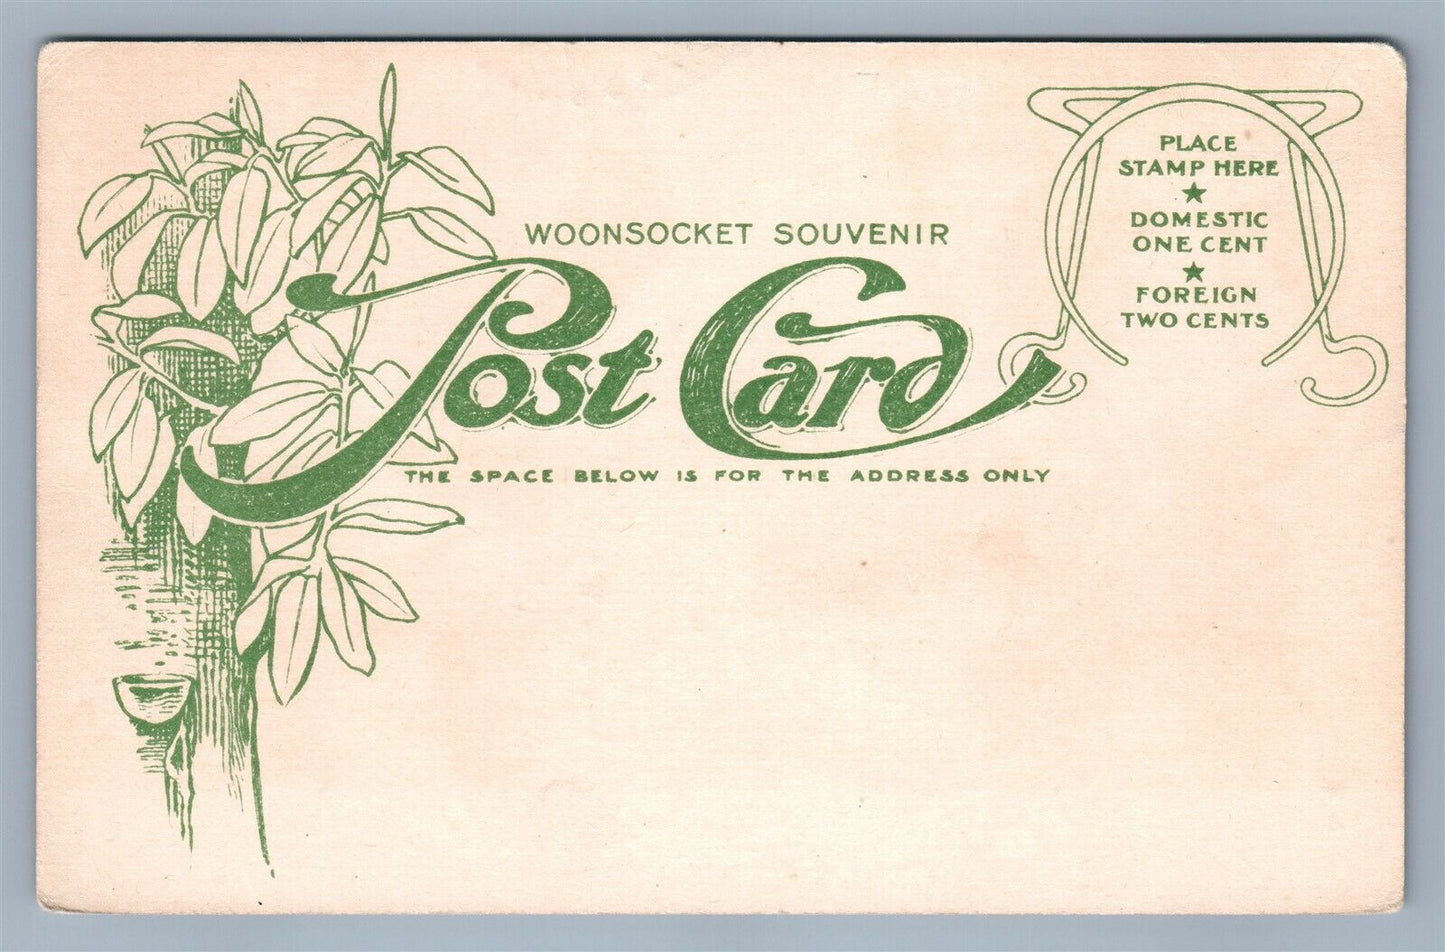 WOONSOCKET SOUVENIR
Post Card
THE SPACE BELOW IS FOR THE ADDRESS ONLY
PLACE
STAMP HERE
★
DOMESTIC
ONE CENT
★
FOREIGN
TWO CENTS